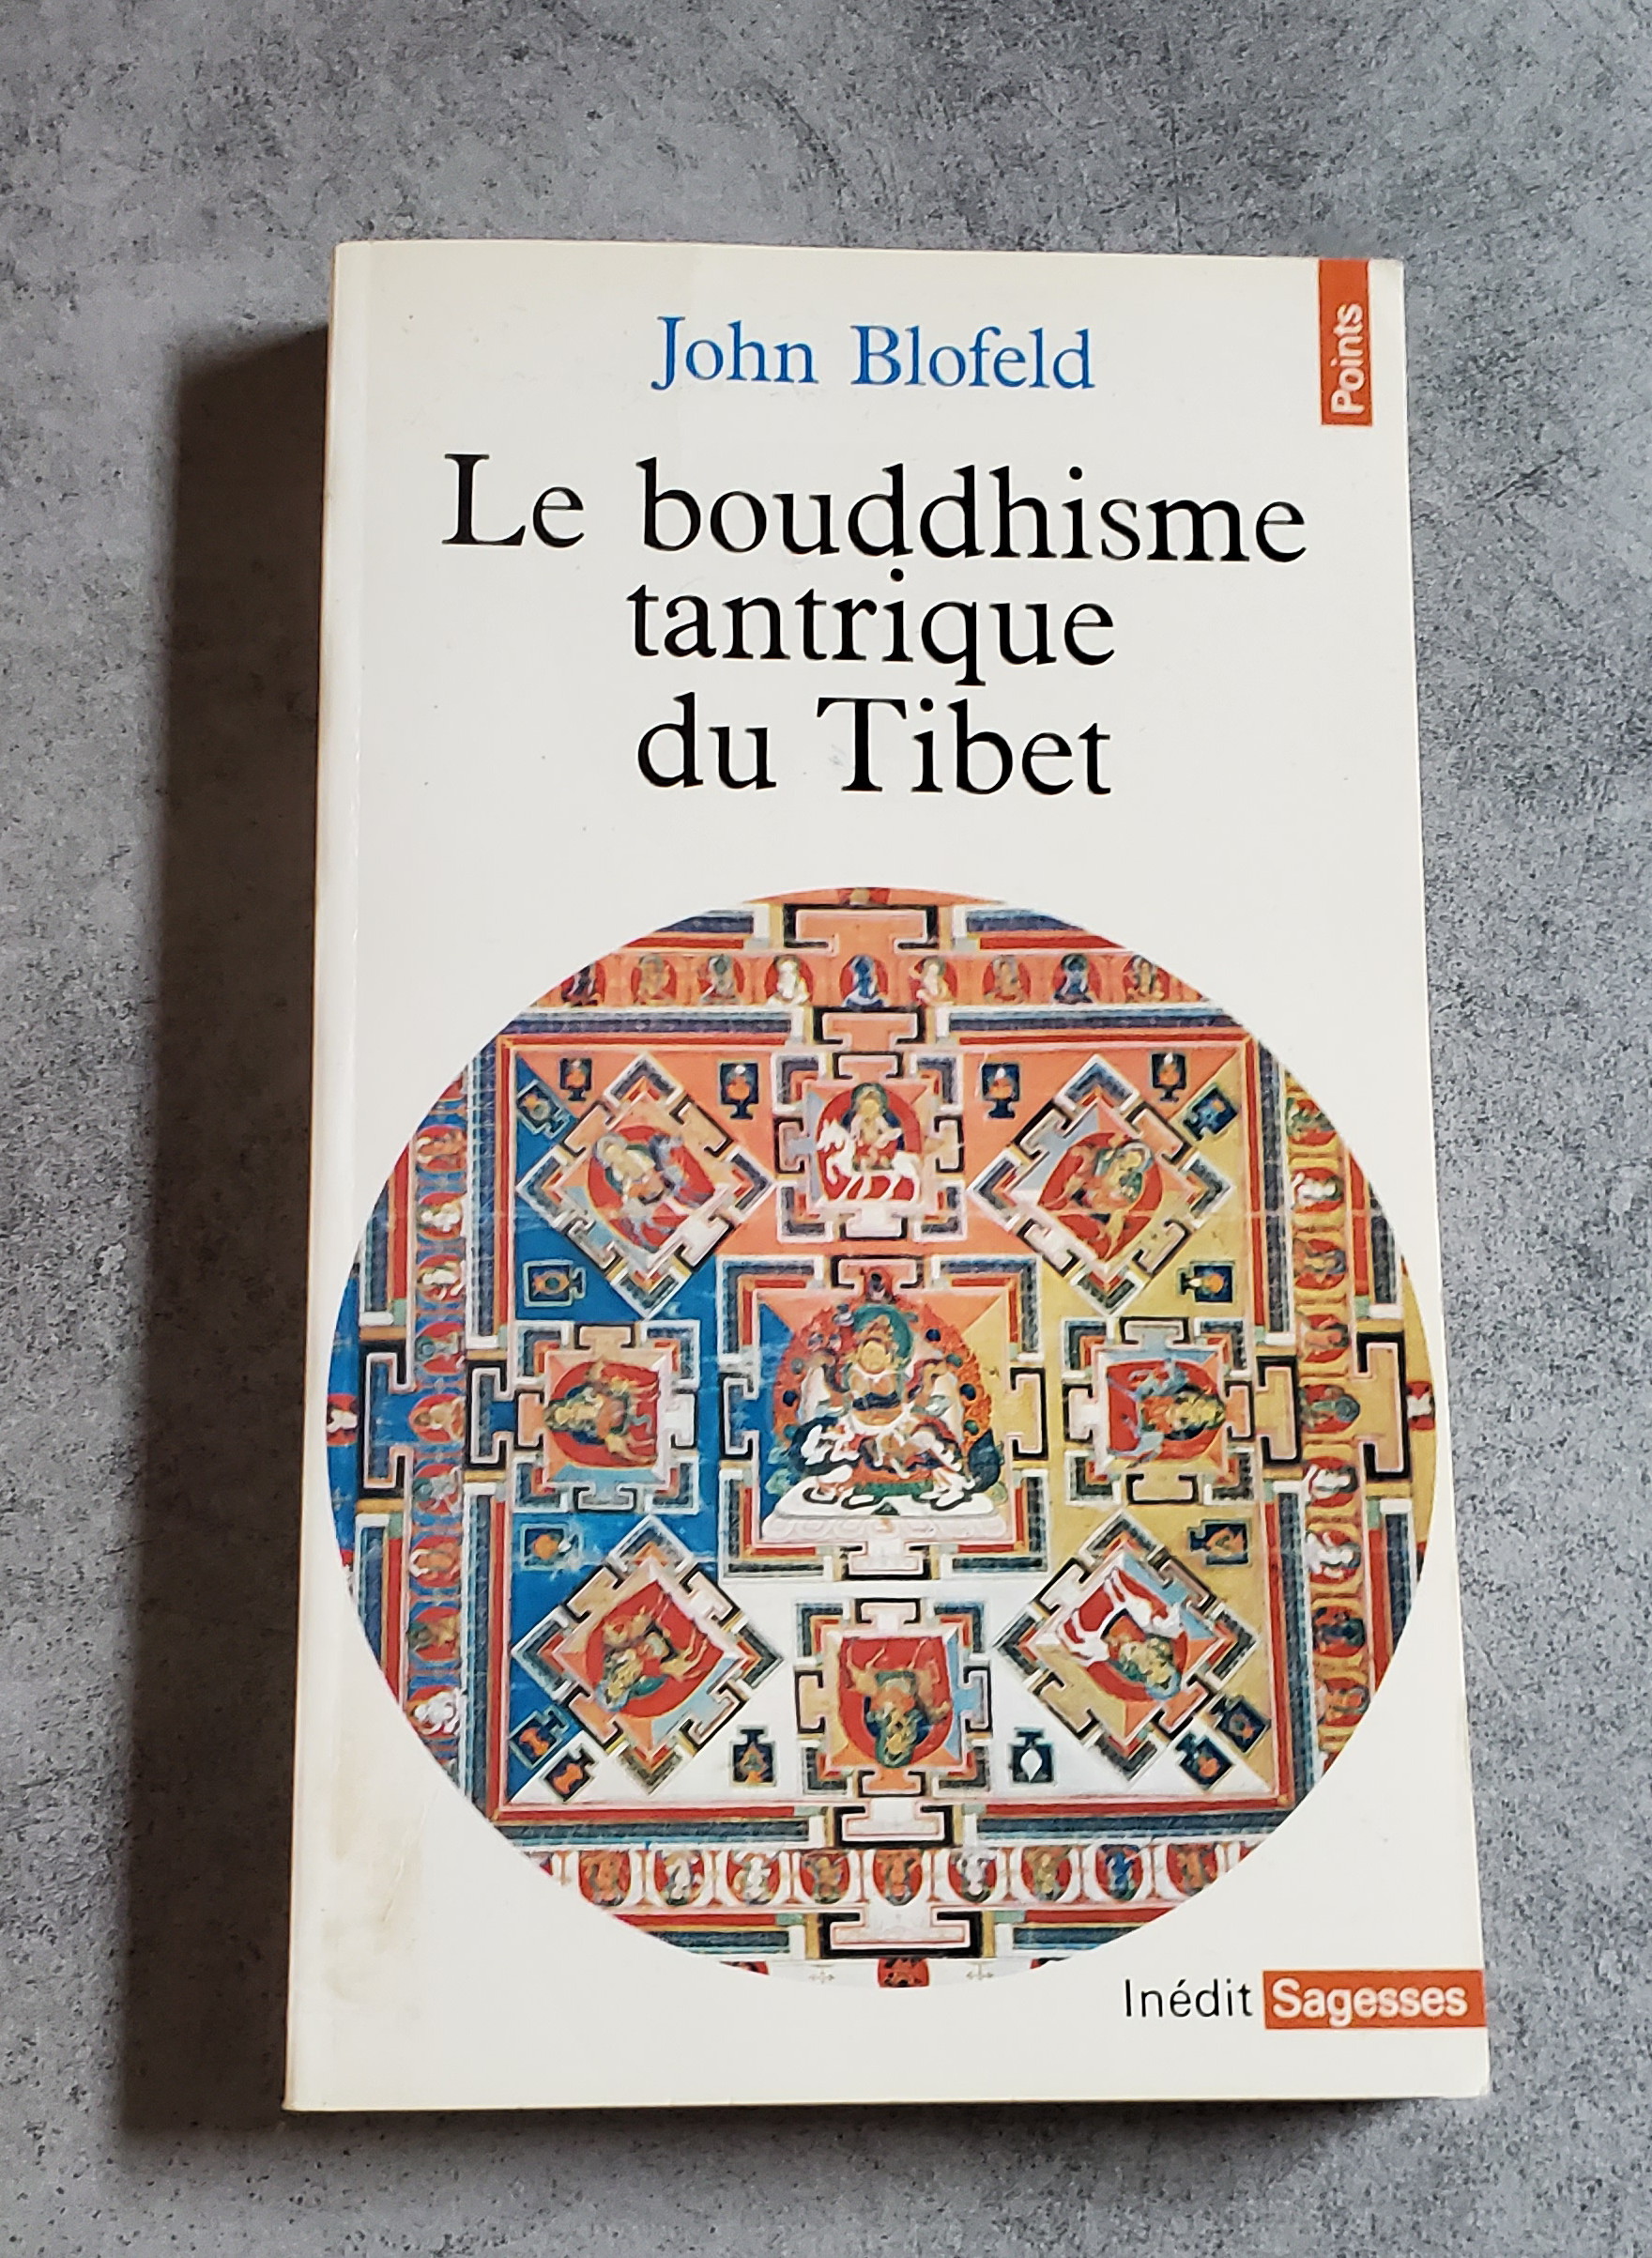 John Blofeld
Points
Le bouddhisme
tantrique
du Tibet
Inédit Sagesses